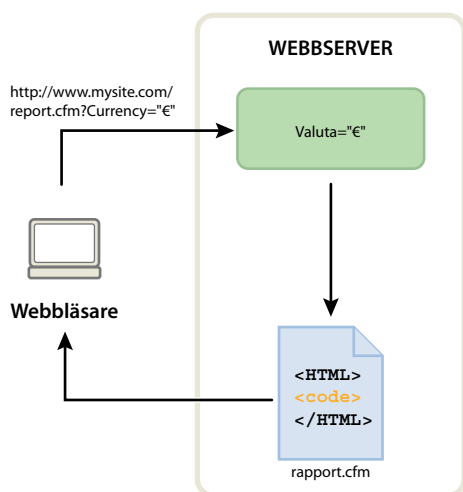 WEBBSERVER
http://www.mysite.com/
report.cfm?Currency="€"
Valuta="€"
Webbläsare
<HTML>
<code>
</HTML>
rapport.cfm